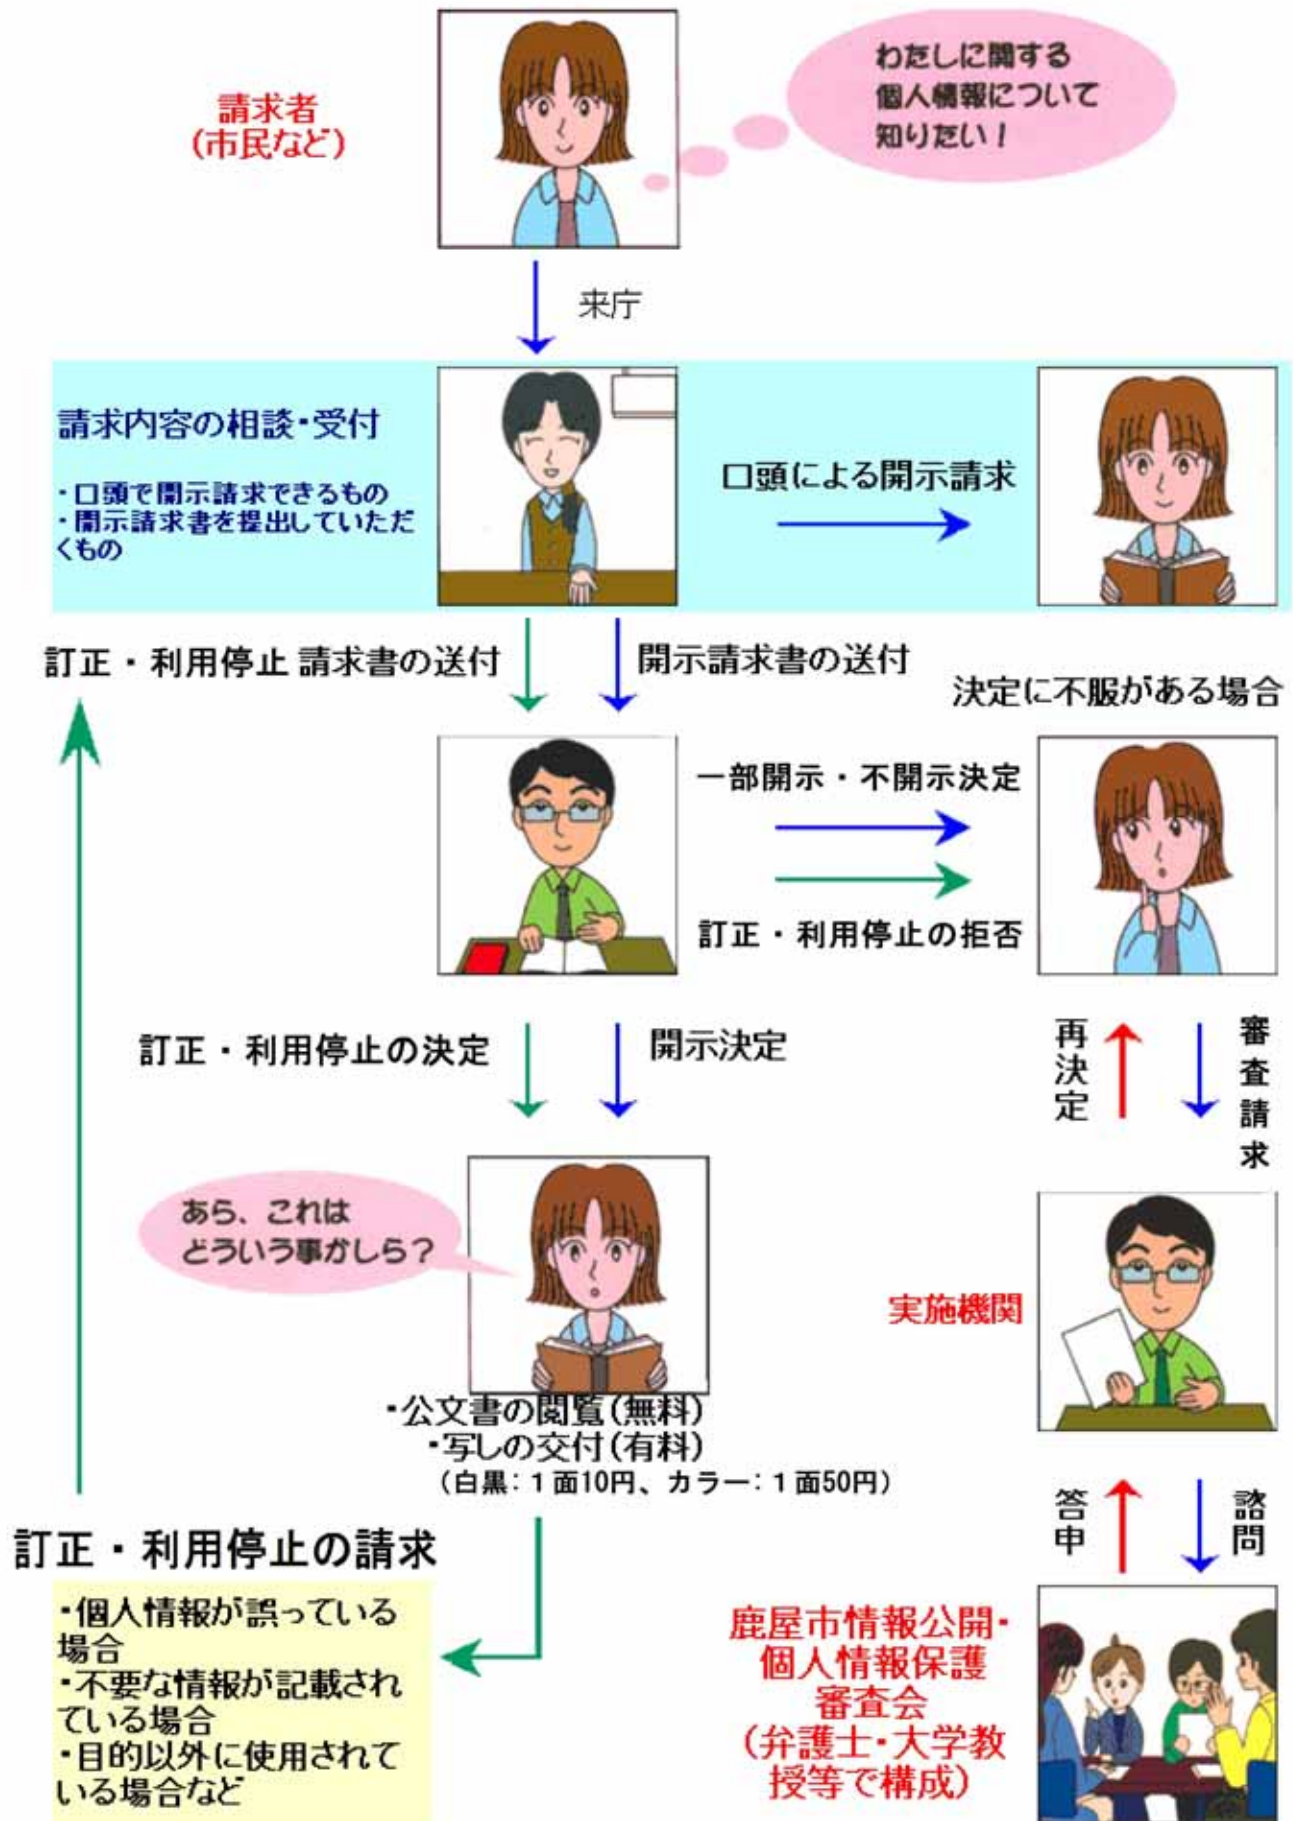 請求者
(市民など)
わたしに関する
個人情報について
知りたい!
来庁
請求内容の相談・受付
・口頭で開示請求できるもの
・開示請求書を提出していただ
くもの
口頭による開示請求
訂正・利用停止 請求書の送付
開示請求書の送付
決定に不服がある場合
一部開示・不開示決定
訂正・利用停止の拒否
訂正・利用停止の決定
開示決定
再決定
審査請求
あら、これは
どういう事かしら?
実施機関
・公文書の閲覧(無料)
・写しの交付(有料)
(白黒:1面10円、カラー:1面50円)
答申
諮問
訂正・利用停止の請求
・個人情報が誤っている
場合
・不要な情報が記載され
ている場合
・目的以外に使用されて
いる場合など
鹿屋市情報公開・
個人情報保護
審査会
(弁護士・大学教
授等で構成)